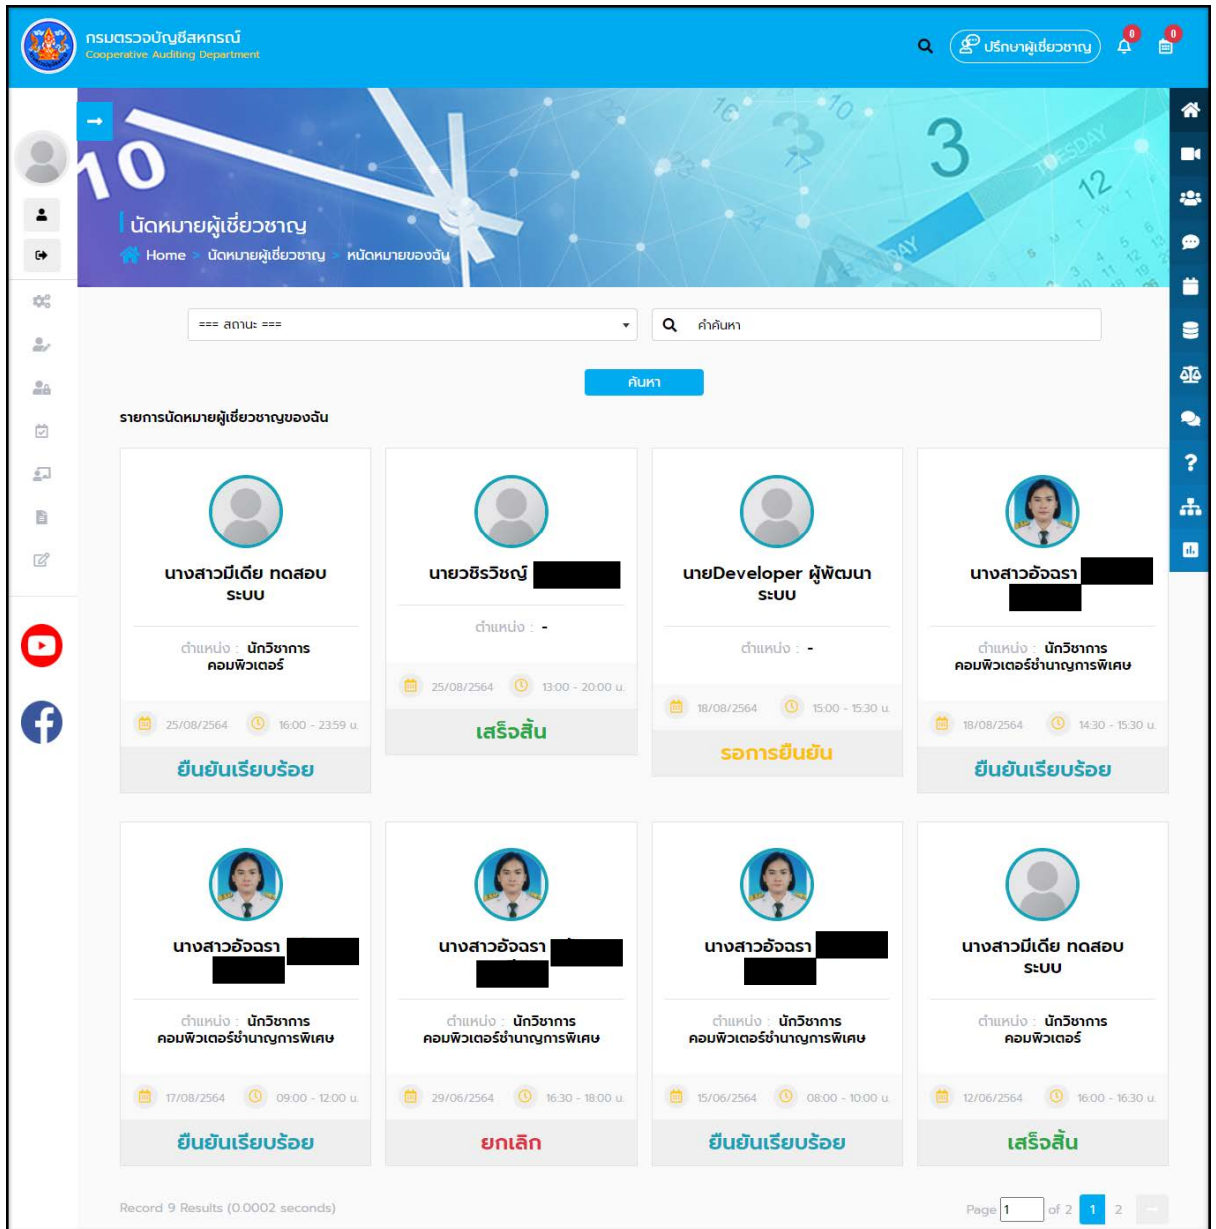 กรมตรวจบัญชีสหกรณ์
Cooperative Auditing Department
ปรึกษาผู้เชี่ยวชาญ
0
0
10
16
10
3
3
23
17
24
TUESDAY
12
นัดหมายผู้เชี่ยวชาญ
Home > นัดหมายผู้เชี่ยวชาญ > หนัดหมายของฉัน
=== สถานะ ===
คำค้นหา
ค้นหา
รายการนัดหมายผู้เชี่ยวชาญของฉัน
นางสาวมีเดีย ทดสอบ
ระบบ
ตำแหน่ง : นักวิชาการ
คอมพิวเตอร์
25/08/2564 16:00 - 23:59 น.
ยืนยันเรียบร้อย
นายวชิรวิชญ์
ตำแหน่ง : -
25/08/2564 13:00 - 20:00 น.
เสร็จสิ้น
นายDeveloper ผู้พัฒนา
ระบบ
ตำแหน่ง : -
18/08/2564 15:00 - 15:30 น.
รอการยืนยัน
นางสาวอัจฉรา
ตำแหน่ง : นักวิชาการ
คอมพิวเตอร์ชำนาญการพิเศษ
18/08/2564 14:30 - 15:30 น.
ยืนยันเรียบร้อย
นางสาวอัจฉรา
ตำแหน่ง : นักวิชาการ
คอมพิวเตอร์ชำนาญการพิเศษ
17/08/2564 09:00 - 12:00 น.
ยืนยันเรียบร้อย
นางสาวอัจฉรา
ตำแหน่ง : นักวิชาการ
คอมพิวเตอร์ชำนาญการพิเศษ
29/06/2564 16:30 - 18:00 น.
ยกเลิก
นางสาวอัจฉรา
ตำแหน่ง : นักวิชาการ
คอมพิวเตอร์ชำนาญการพิเศษ
15/06/2564 08:00 - 10:00 น.
ยืนยันเรียบร้อย
นางสาวมีเดีย ทดสอบ
ระบบ
ตำแหน่ง : นักวิชาการ
คอมพิวเตอร์
12/06/2564 16:00 - 16:30 น.
เสร็จสิ้น
Record 9 Results (0.0002 seconds)
Page 1 of 2 1 2